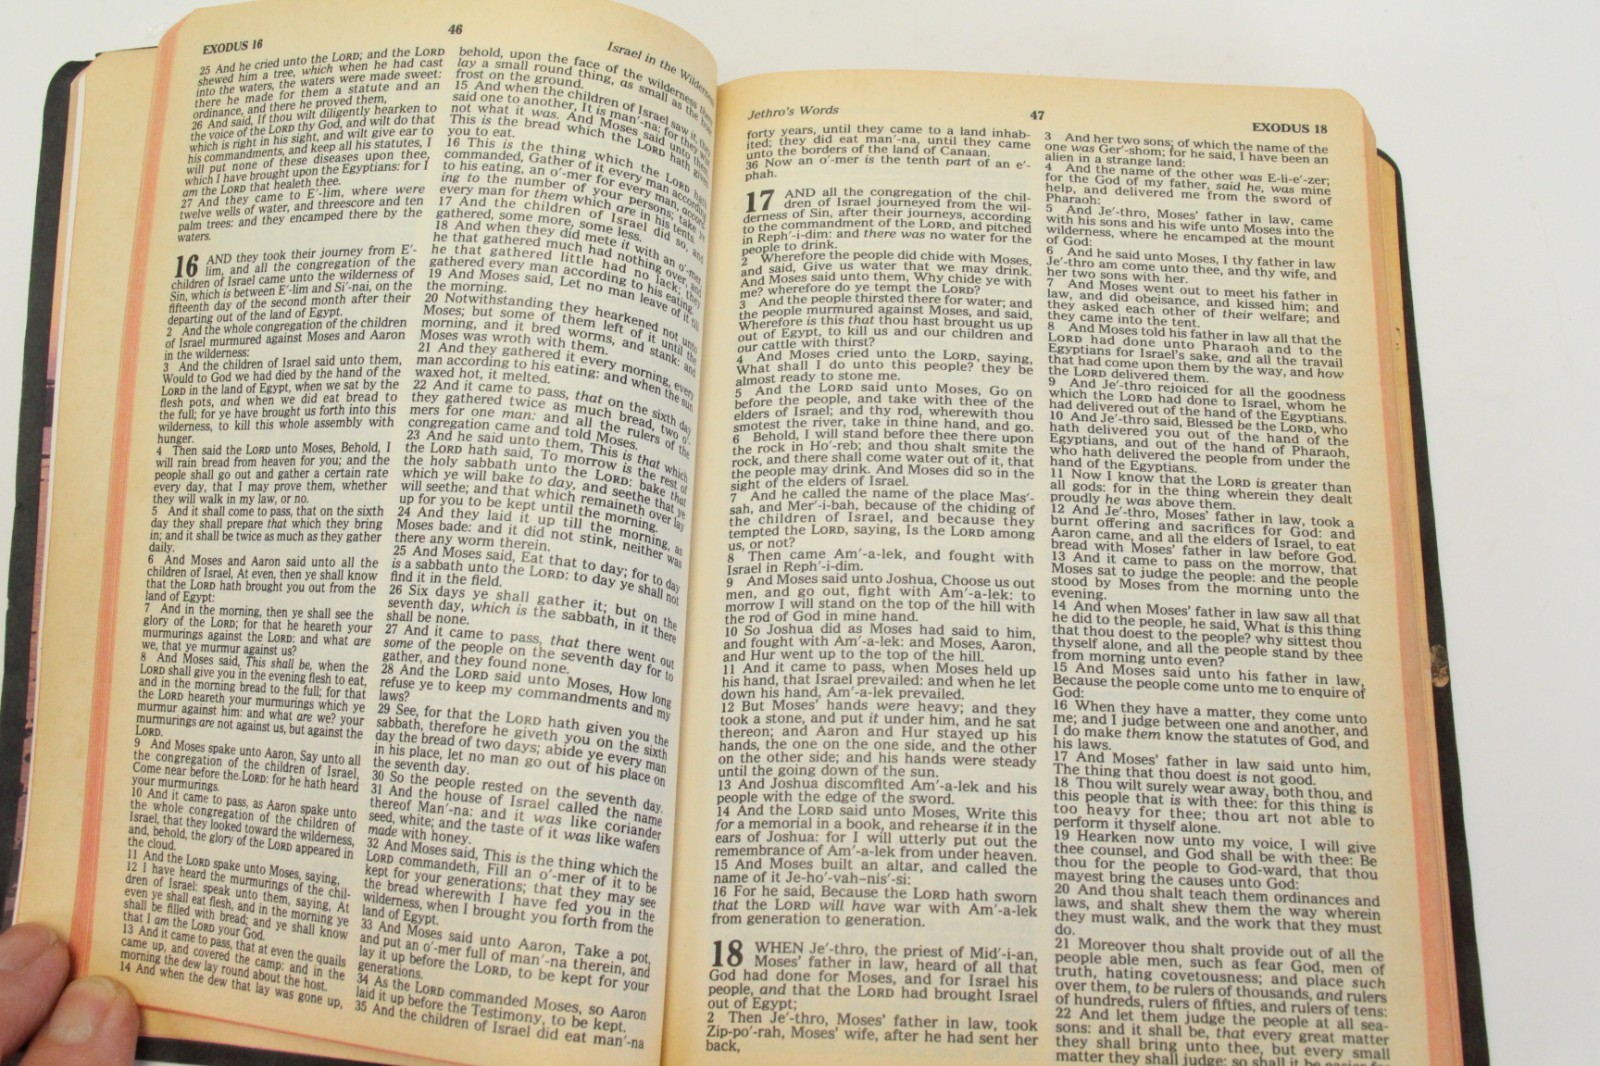 EXODUS 16
46
Israel in the Wilderness
25 And he cried unto the LORD; and the LORD
shewed him a tree, which when he had cast
into the waters, the waters were made sweet:
there he made for them a statute and an
ordinance, and there he proved them,
26 And said, If thou wilt diligently hearken to
the voice of the LORD thy God, and wilt do that
which is right in his sight, and wilt give ear to
his commandments, and keep all his statutes, I
will put none of these diseases upon thee,
which I have brought upon the Egyptians: for I
am the LORD that healeth thee.
27 And they came to E'-lim, where were
twelve wells of water, and threescore and ten
palm trees: and they encamped there by the
waters.
16 AND they took their journey from E'-
lim, and all the congregation of the
children of Israel came unto the wilderness of
Sin, which is between E'-lim and Si'-nai, on the
fifteenth day of the second month after their
departing out of the land of Egypt.
2 And the whole congregation of the children
of Israel murmured against Moses and Aaron
in the wilderness:
3 And the children of Israel said unto them,
Would to God we had died by the hand of the
LORD in the land of Egypt, when we sat by the
flesh pots, and when we did eat bread to
the full; for ye have brought us forth into this
wilderness, to kill this whole assembly with
hunger.
4 Then said the LORD unto Moses, Behold, I
will rain bread from heaven for you; and the
people shall go out and gather a certain rate
every day, that I may prove them, whether
they will walk in my law, or no.
5 And it shall come to pass, that on the sixth
day they shall prepare that which they bring
in; and it shall be twice as much as they gather
daily.
6 And Moses and Aaron said unto all the
children of Israel, At even, then ye shall know
that the LORD hath brought you out from the
land of Egypt:
7 And in the morning, then ye shall see the
glory of the LORD; for that he heareth your
murmurings against the LORD: and what are
we, that ye murmur against us?
8 And Moses said, This shall be, when the
LORD shall give you in the evening flesh to eat,
and in the morning bread to the full; for that
the LORD heareth your murmurings which ye
murmur against him: and what are we? your
murmurings are not against us, but against the
LORD.
9 And Moses spake unto Aaron, Say unto all
the congregation of the children of Israel,
Come near before the LORD: for he hath heard
your murmurings.
10 And it came to pass, as Aaron spake unto
the whole congregation of the children of
Israel, that they looked toward the wilderness,
and, behold, the glory of the LORD appeared in
the cloud.
11 And the LORD spake unto Moses, saying,
12 I have heard the murmurings of the chil-
dren of Israel: speak unto them, saying, At
even ye shall eat flesh, and in the morning ye
shall be filled with bread; and ye shall know
that I am the LORD your God.
13 And it came to pass, that at even the quails
came up, and covered the camp: and in the
morning the dew lay round about the host.
14 And when the dew that lay was gone up,
behold, upon the face of the wilderness there
lay a small round thing, as small as the hoar
frost on the ground.
15 And when the children of Israel saw it, they
said one to another, It is man'-na: for they wist
not what it was. And Moses said unto them,
This is the bread which the LORD hath given
you to eat.
16 This is the thing which the LORD hath
commanded, Gather of it every man according
to his eating, an o'-mer for every man, accord-
ing to the number of your persons; take ye
every man for them which are in his tents.
17 And the children of Israel did so, and
gathered, some more, some less.
18 And when they did mete it with an o'-mer,
he that gathered much had nothing over, and
he that gathered little had no lack; they
gathered every man according to his eating.
19 And Moses said, Let no man leave of it till
the morning.
20 Notwithstanding they hearkened not unto
Moses; but some of them left of it until the
morning, and it bred worms, and stank: and
Moses was wroth with them.
21 And they gathered it every morning, every
man according to his eating: and when the sun
waxed hot, it melted.
22 And it came to pass, that on the sixth day
they gathered twice as much bread, two o'-
mers for one man: and all the rulers of the
congregation came and told Moses.
23 And he said unto them, This is that which
the LORD hath said, To morrow is the rest of
the holy sabbath unto the LORD: bake that
which ye will bake to day, and seethe that ye
will seethe; and that which remaineth over lay
up for you to be kept until the morning.
24 And they laid it up till the morning, as
Moses bade: and it did not stink, neither was
there any worm therein.
25 And Moses said, Eat that to day; for to day
is a sabbath unto the LORD: to day ye shall not
find it in the field.
26 Six days ye shall gather it; but on the
seventh day, which is the sabbath, in it there
shall be none.
27 And it came to pass, that there went out
some of the people on the seventh day for to
gather, and they found none.
28 And the LORD said unto Moses, How long
refuse ye to keep my commandments and my
laws?
29 See, for that the LORD hath given you the
sabbath, therefore he giveth you on the sixth
day the bread of two days; abide ye every man
in his place, let no man go out of his place on
the seventh day.
30 So the people rested on the seventh day.
31 And the house of Israel called the name
thereof Man'-na: and it was like coriander
seed, white; and the taste of it was like wafers
made with honey.
32 And Moses said, This is the thing which the
LORD commandeth, Fill an o'-mer of it to be
kept for your generations; that they may see
the bread wherewith I have fed you in the
wilderness, when I brought you forth from the
land of Egypt.
33 And Moses said unto Aaron, Take a pot,
and put an o'-mer full of man'-na therein, and
lay it up before the LORD, to be kept for your
generations.
34 As the LORD commanded Moses, so Aaron
laid it up before the Testimony, to be kept.
35 And the children of Israel did eat man'-na
Jethro's Words
47
EXODUS 18
forty years, until they came to a land inhab-
ited; they did eat man'-na, until they came
unto the borders of the land of Canaan.
36 Now an o'-mer is the tenth part of an e'-
phah.
17 AND all the congregation of the chil-
dren of Israel journeyed from the wil-
derness of Sin, after their journeys, according
to the commandment of the LORD, and pitched
in Reph'-i-dim: and there was no water for the
people to drink.
2 Wherefore the people did chide with Moses,
and said, Give us water that we may drink.
And Moses said unto them, Why chide ye with
me? wherefore do ye tempt the LORD?
3 And the people thirsted there for water; and
the people murmured against Moses, and said,
Wherefore is this that thou hast brought us up
out of Egypt, to kill us and our children and
our cattle with thirst?
4 And Moses cried unto the LORD, saying,
What shall I do unto this people? they be
almost ready to stone me.
5 And the LORD said unto Moses, Go on
before the people, and take with thee of the
elders of Israel; and thy rod, wherewith thou
smotest the river, take in thine hand, and go.
6 Behold, I will stand before thee there upon
the rock in Ho'-reb; and thou shalt smite the
rock, and there shall come water out of it, that
the people may drink. And Moses did so in the
sight of the elders of Israel.
7 And he called the name of the place Mas'-
sah, and Mer'-i-bah, because of the chiding of
the children of Israel, and because they
tempted the LORD, saying, Is the LORD among
us, or not?
8 Then came Am'-a-lek, and fought with
Israel in Reph'-i-dim.
9 And Moses said unto Joshua, Choose us out
men, and go out, fight with Am'-a-lek: to
morrow I will stand on the top of the hill with
the rod of God in mine hand.
10 So Joshua did as Moses had said to him,
and fought with Am'-a-lek: and Moses, Aaron,
and Hur went up to the top of the hill.
11 And it came to pass, when Moses held up
his hand, that Israel prevailed: and when he let
down his hand, Am'-a-lek prevailed.
12 But Moses' hands were heavy; and they
took a stone, and put it under him, and he sat
thereon; and Aaron and Hur stayed up his
hands, the one on the one side, and the other
on the other side; and his hands were steady
until the going down of the sun.
13 And Joshua discomfited Am'-a-lek and his
people with the edge of the sword.
14 And the LORD said unto Moses, Write this
for a memorial in a book, and rehearse it in the
ears of Joshua: for I will utterly put out the
remembrance of Am'-a-lek from under heaven.
15 And Moses built an altar, and called the
name of it Je-ho'-vah-nis'-si:
16 For he said, Because the LORD hath sworn
that the LORD will have war with Am'-a-lek
from generation to generation.
18 WHEN Je'-thro, the priest of Mid'-i-an,
Moses' father in law, heard of all that
God had done for Moses, and for Israel his
people, and that the LORD had brought Israel
out of Egypt;
2 Then Je'-thro, Moses' father in law, took
Zip-po'-rah, Moses' wife, after he had sent her
back,
3 And her two sons; of which the name of the
one was Ger'-shom; for he said, I have been an
alien in a strange land:
4 And the name of the other was E-li-e'-zer;
for the God of my father, said he, was mine
help, and delivered me from the sword of
Pharaoh:
5 And Je'-thro, Moses' father in law, came
with his sons and his wife unto Moses into the
wilderness, where he encamped at the mount
of God:
6 And he said unto Moses, I thy father in law
Je'-thro am come unto thee, and thy wife, and
her two sons with her.
7 And Moses went out to meet his father in
law, and did obeisance, and kissed him; and
they asked each other of their welfare; and
they came into the tent.
8 And Moses told his father in law all that the
LORD had done unto Pharaoh and to the
Egyptians for Israel's sake, and all the travail
that had come upon them by the way, and how
the LORD delivered them.
9 And Je'-thro rejoiced for all the goodness
which the LORD had done to Israel, whom he
had delivered out of the hand of the Egyptians.
10 And Je'-thro said, Blessed be the LORD, who
hath delivered you out of the hand of the
Egyptians, and out of the hand of Pharaoh,
who hath delivered the people from under the
hand of the Egyptians.
11 Now I know that the LORD is greater than
all gods: for in the thing wherein they dealt
proudly he was above them.
12 And Je'-thro, Moses' father in law, took a
burnt offering and sacrifices for God: and
Aaron came, and all the elders of Israel, to eat
bread with Moses' father in law before God.
13 And it came to pass on the morrow, that
Moses sat to judge the people: and the people
stood by Moses from the morning unto the
evening.
14 And when Moses' father in law saw all that
he did to the people, he said, What is this thing
that thou doest to the people? why sittest thou
thyself alone, and all the people stand by thee
from morning unto even?
15 And Moses said unto his father in law,
Because the people come unto me to enquire of
God:
16 When they have a matter, they come unto
me; and I judge between one and another, and
I do make them know the statutes of God, and
his laws.
17 And Moses' father in law said unto him,
The thing that thou doest is not good.
18 Thou wilt surely wear away, both thou, and
this people that is with thee: for this thing is
too heavy for thee; thou art not able to
perform it thyself alone.
19 Hearken now unto my voice, I will give
thee counsel, and God shall be with thee: Be
thou for the people to God-ward, that thou
mayest bring the causes unto God:
20 And thou shalt teach them ordinances and
laws, and shalt shew them the way wherein
they must walk, and the work that they must
do.
21 Moreover thou shalt provide out of all the
people able men, such as fear God, men of
truth, hating covetousness; and place such
over them, to be rulers of thousands, and rulers
of hundreds, rulers of fifties, and rulers of tens:
22 And let them judge the people at all sea-
sons: and it shall be, that every great matter
they shall bring unto thee, but every small
matter they shall judge: so shall it be easier for